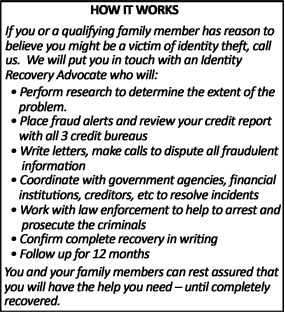 HOW IT WORKS
If you or a qualifying family member has reason to
believe you might be a victim of identity theft, call
us. We will put you in touch with an Identity
Recovery Advocate who will:
• Perform research to determine the extent of the
problem.
• Place fraud alerts and review your credit report
with all 3 credit bureaus
• Write letters, make calls to dispute all fraudulent
information
• Coordinate with government agencies, financial
institutions, creditors, etc to resolve incidents
• Work with law enforcement to help to arrest and
prosecute the criminals
• Confirm complete recovery in writing
• Follow up for 12 months
You and your family members can rest assured that
you will have the help you need – until completely
recovered.